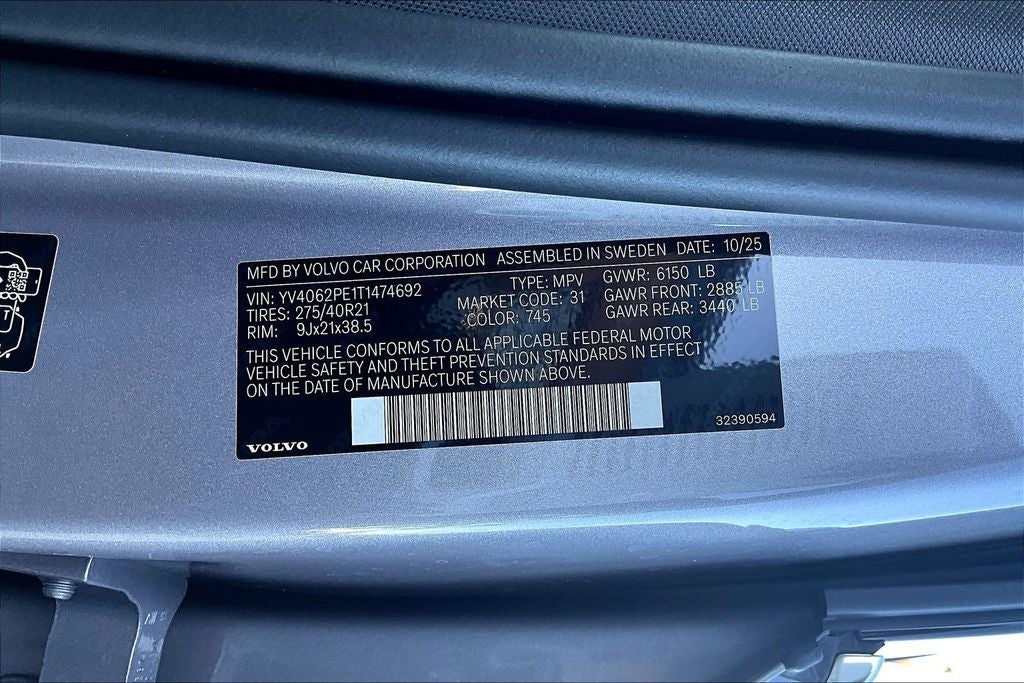 MFD BY VOLVO CAR CORPORATION ASSEMBLED IN SWEDEN DATE: 10/25
VIN: YV4062PE1T1474692 TYPE: MPV GVWR: 6150 LB
TIRES: 275/40R21 MARKET CODE: 31 GAWR FRONT: 2885 LB
RIM: 9Jx21x38.5 COLOR: 745 GAWR REAR: 3440 LB
THIS VEHICLE CONFORMS TO ALL APPLICABLE FEDERAL MOTOR
VEHICLE SAFETY AND THEFT PREVENTION STANDARDS IN EFFECT
ON THE DATE OF MANUFACTURE SHOWN ABOVE.
VOLVO 32390594